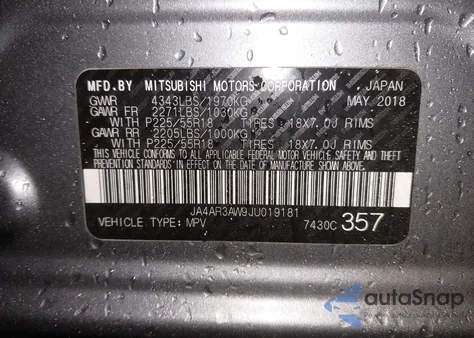 MFD.BY MITSUBISHI MOTORS CORPORATION JAPAN
GVWR 4343LBS/1970KG MAY 2018
GAWR FR 2271LBS/1030KG
WITH P225/55R18 TIRES 18X7.0J RIMS
GAWR RR 2205LBS/1000KG
WITH P225/55R18 TIRES 18X7.0J RIMS
THIS VEHICLE CONFORMS TO ALL APPLICABLE FEDERAL MOTOR VEHICLE SAFETY, BUMPER, AND THEFT
PREVENTION STANDARDS IN EFFECT ON THE DATE OF MANUFACTURE SHOWN ABOVE.
JA4AR3AW9JU019181
VEHICLE TYPE: MPV 7430C 357
autoSnap